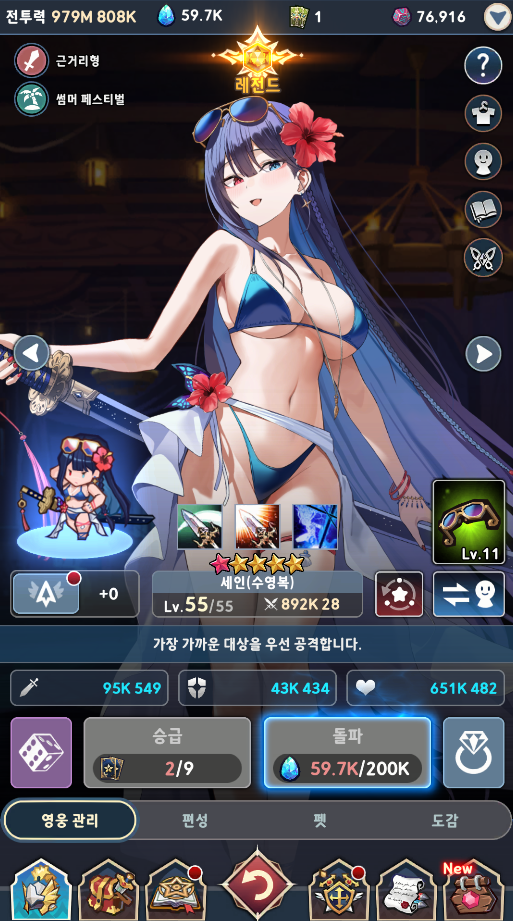 전투력 979M 808K
59.7K
1
76,916
근거리형
레전드
썸머 페스티벌
?
Lv.11
+0
세인(수영복)
Lv.55/55
892K 28
가장 가까운 대상을 우선 공격합니다.
95K 549
43K 434
651K 482
승급
2/9
돌파
59.7K/200K
영웅 관리
편성
펫
도감
New